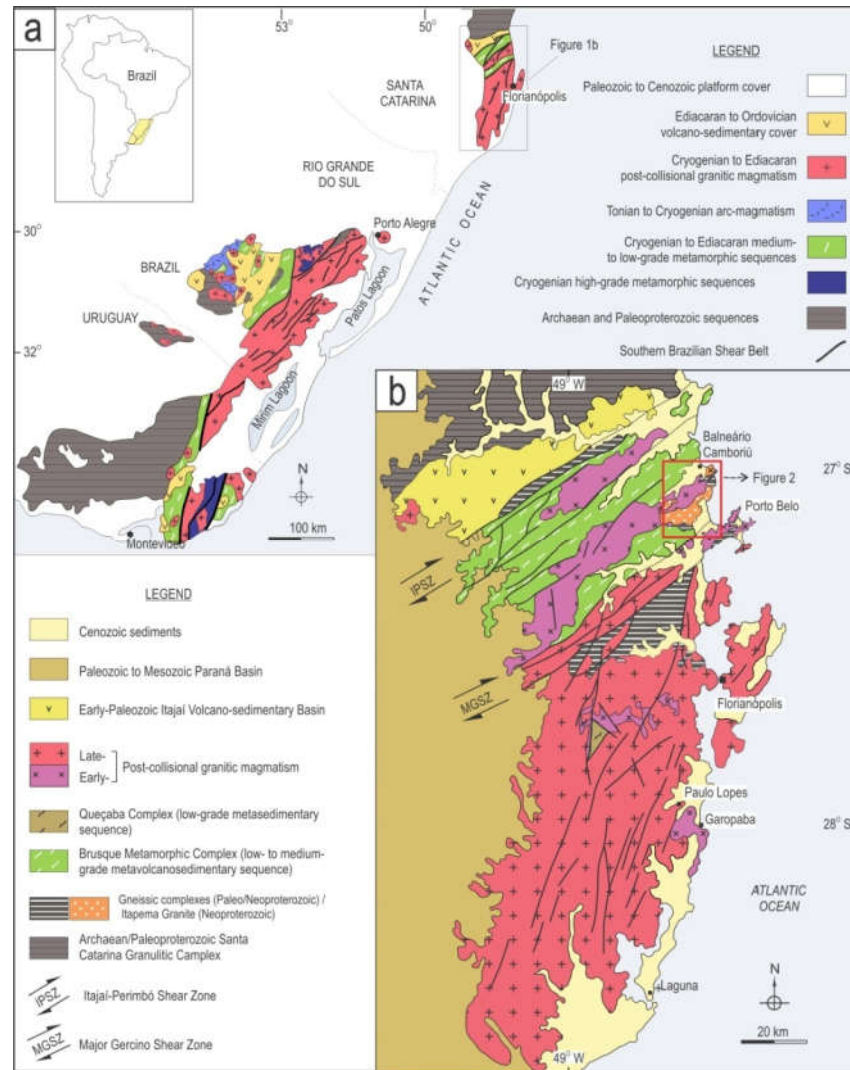 a
Brazil
53
50
Figure 1b
SANTA
CATARINA
Florianópolis
RIO GRANDE
DO SUL
30
Porto Alegre
BRAZIL
ATLANTIC OCEAN
Patos Lagoon
URUGUAY
32
Mirim Lagoon
N
100 km
Montevideo
LEGEND
Paleozoic to Cenozoic platform cover
Ediacaran to Ordovician
volcano-sedimentary cover
Cryogenian to Ediacaran
post-collisional granitic magmatism
Tonian to Cryogenian arc-magmatism
Cryogenian to Ediacaran medium-
to low-grade metamorphic sequences
Cryogenian high-grade metamorphic sequences
Archaean and Paleoproterozoic sequences
Southern Brazilian Shear Belt
b
49° W
Balneário
Camboriú
27° S
Figure 2
Porto Belo
IPSZ
MGSZ
Florianópolis
Paulo Lopes
Garopaba
28° S
ATLANTIC
OCEAN
Laguna
N
49° W
20 km
LEGEND
Cenozoic sediments
Paleozoic to Mesozoic Paraná Basin
Early-Paleozoic Itajaí Volcano-sedimentary Basin
Late-
Early-
Post-collisional granitic magmatism
Queçaba Complex (low-grade metasedimentary
sequence)
Brusque Metamorphic Complex (low- to medium-
grade metavolcanosedimentary sequence)
Gneissic complexes (Paleo/Neoproterozoic) /
Itapema Granite (Neoproterozoic)
Archaean/Paleoproterozoic Santa
Catarina Granulitic Camplex
IPSZ
Itajaí-Perimbó Shear Zone
MGSZ
Major Gercino Shear Zone